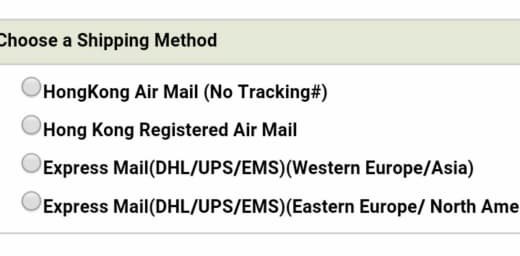 Choose a Shipping Method
HongKong Air Mail (No Tracking#)
Hong Kong Registered Air Mail
Express Mail(DHL/UPS/EMS)(Western Europe/Asia)
Express Mail(DHL/UPS/EMS)(Eastern Europe/ North Ame